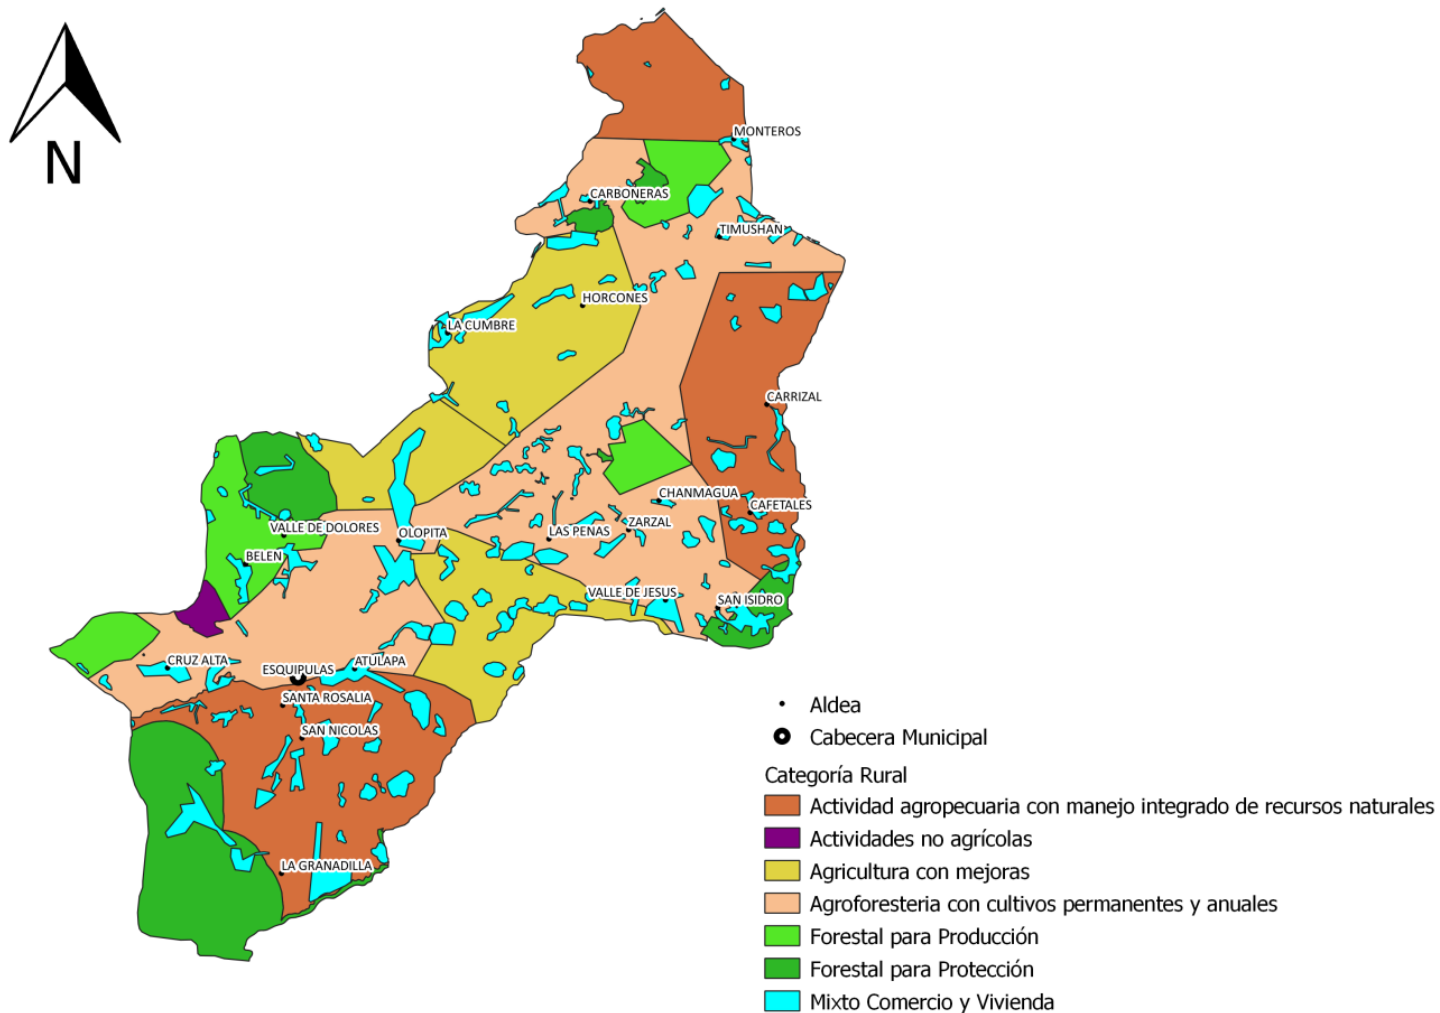 N
MONTEROS
CARBONERAS
TIMUSHAN
HORCONES
LA CUMBRE
CARRIZAL
CHANMAGUA
CAFETALES
ZARZAL
LAS PENAS
VALLE DE DOLORES
OLOPITA
BELEN
VALLE DE JESUS
SAN ISIDRO
CRUZ ALTA
ATULAPA
ESQUIPULAS
SANTA ROSALIA
SAN NICOLAS
LA GRANADILLA
Aldea
Cabecera Municipal
Categoría Rural
Actividad agropecuaria con manejo integrado de recursos naturales
Actividades no agrícolas
Agricultura con mejoras
Agroforesteria con cultivos permanentes y anuales
Forestal para Producción
Forestal para Protección
Mixto Comercio y Vivienda